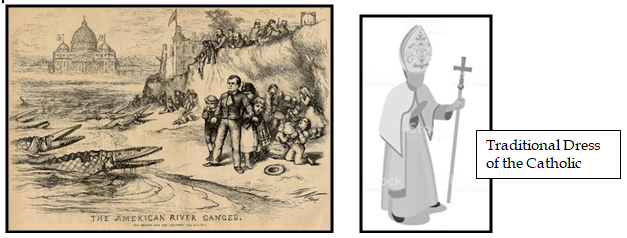 THE AMERICAN RIVER GANGES.
Traditional Dress
of the Catholic